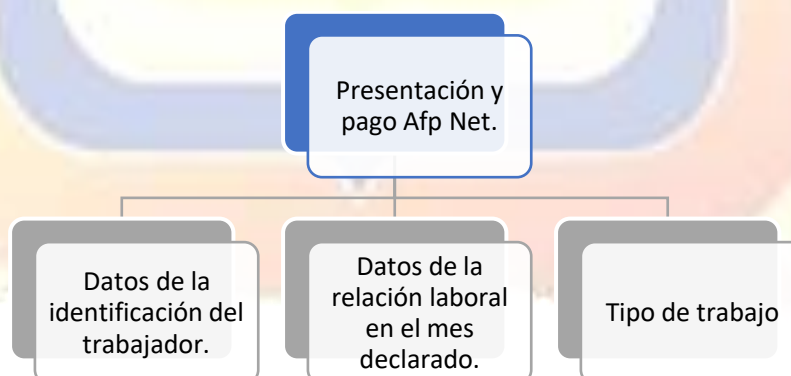 Presentación y
pago Afp Net.
Datos de la
identificación del
trabajador.
Datos de la
relación laboral
en el mes
declarado.
Tipo de trabajo